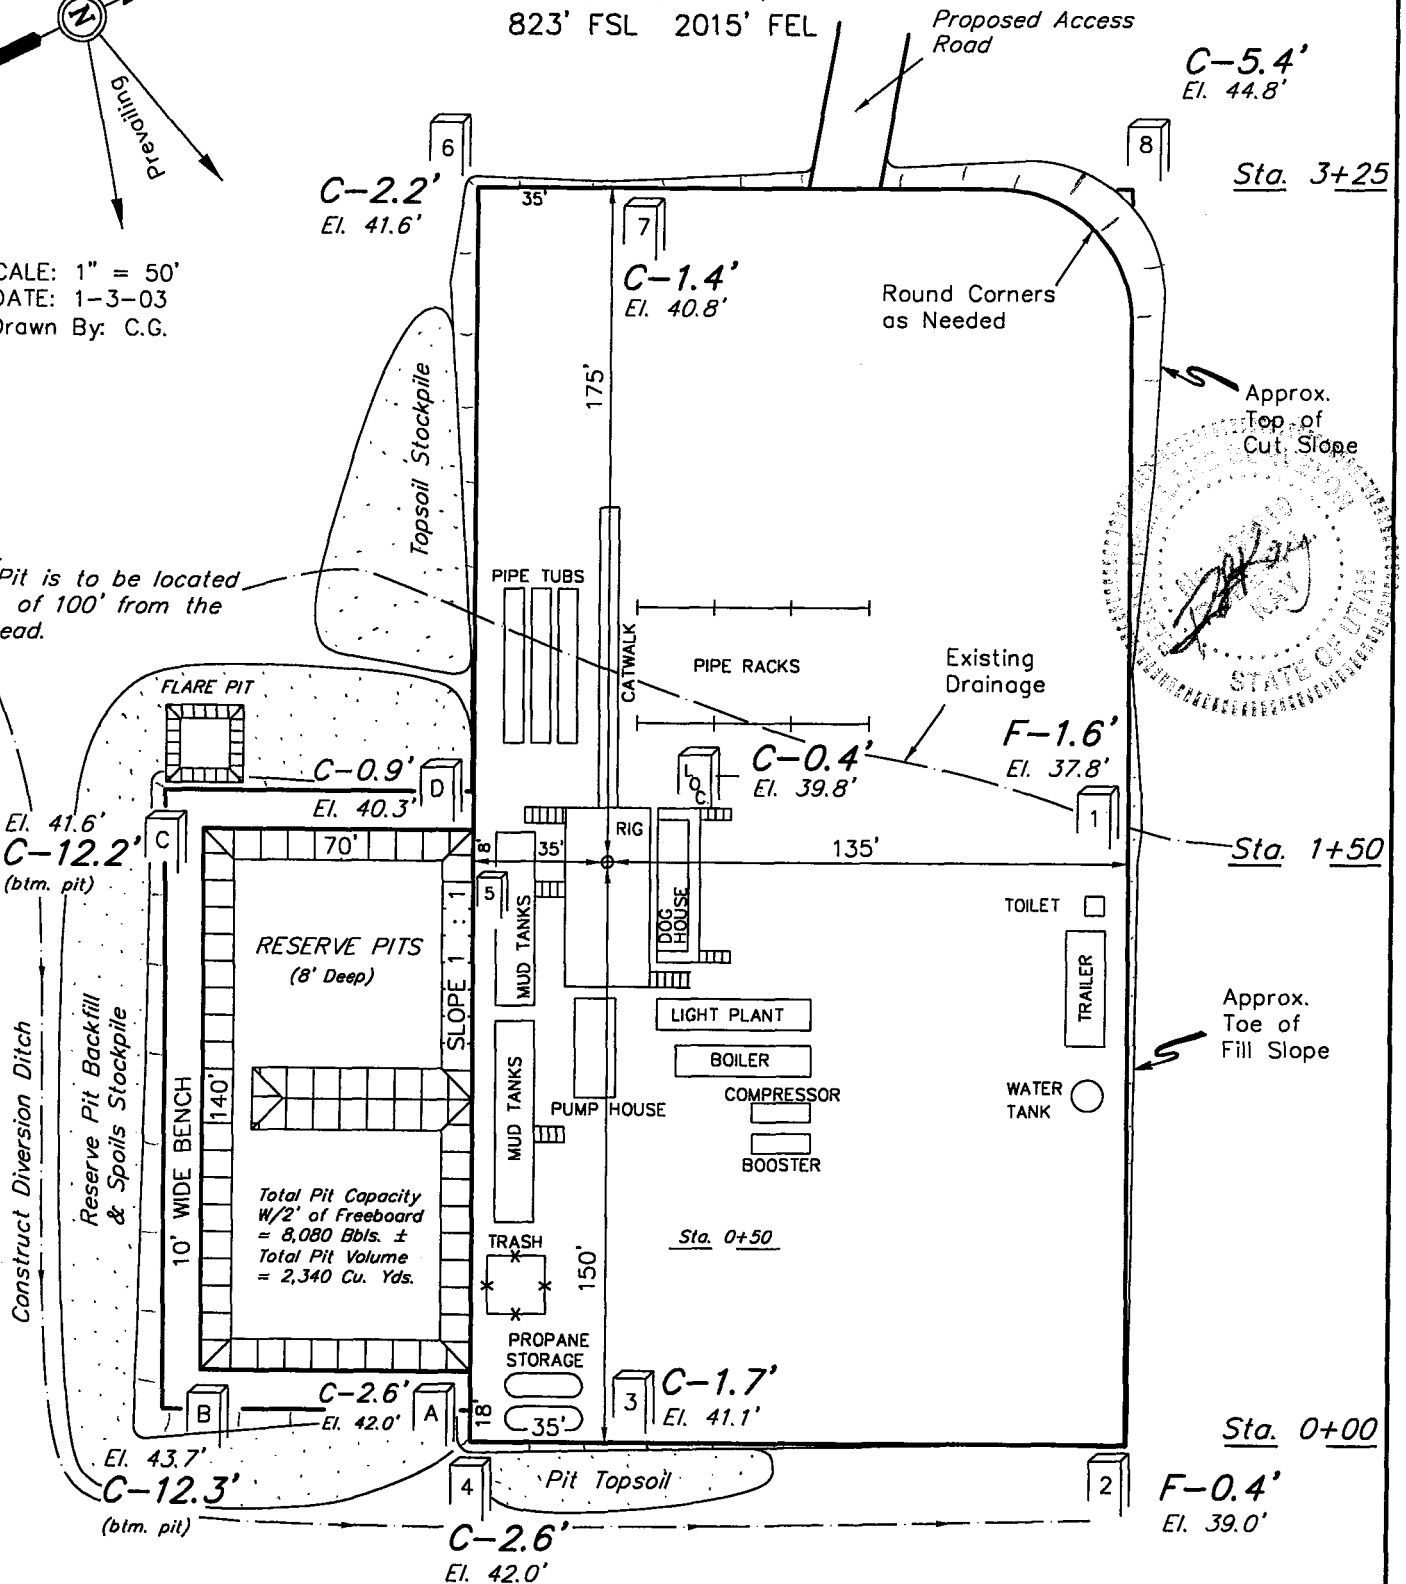 823' FSL 2015' FEL
Proposed Access
Road
C-5.4'
El. 44.8'
N
Prevailing
6
8
Sta. 3+25
C-2.2'
El. 41.6'
35'
7
C-1.4'
El. 40.8'
CALE: 1" = 50'
DATE: 1-3-03
Drawn By: C.G.
Round Corners
as Needed
175'
Topsoil Stockpile
Approx.
Top of
Cut Slope
Pit is to be located
of 100' from the
ead.
PIPE TUBS
CATWALK
PIPE RACKS
Existing
Drainage
KAY
STATE OF UTAH
FLARE PIT
C-0.9'
El. 40.3'
D
LOC.
C-0.4'
El. 39.8'
F-1.6'
El. 37.8'
1
El. 41.6'
C-12.2'
(btm. pit)
C
70'
8'
35'
RIG
135'
Sta. 1+50
5
MUD TANKS
DOG
HOUSE
TOILET
RESERVE PITS
(8' Deep)
SLOPE 1 : 1
TRAILER
LIGHT PLANT
BOILER
Approx.
Toe of
Fill Slope
Construct Diversion Ditch
Reserve Pit Backfill
& Spoils Stockpile
10' WIDE BENCH
140'
MUD TANKS
PUMP HOUSE
COMPRESSOR
BOOSTER
WATER
TANK
Total Pit Capacity
W/2' of Freeboard
= 8,080 Bbls. ±
Total Pit Volume
= 2,340 Cu. Yds.
TRASH
150'
Sta. 0+50
PROPANE
STORAGE
35'
18'
3
C-1.7'
El. 41.1'
C-2.6'
El. 42.0'
A
B
El. 43.7'
C-12.3'
(btm. pit)
4
Pit Topsoil
C-2.6'
El. 42.0'
Sta. 0+00
2
F-0.4'
El. 39.0'